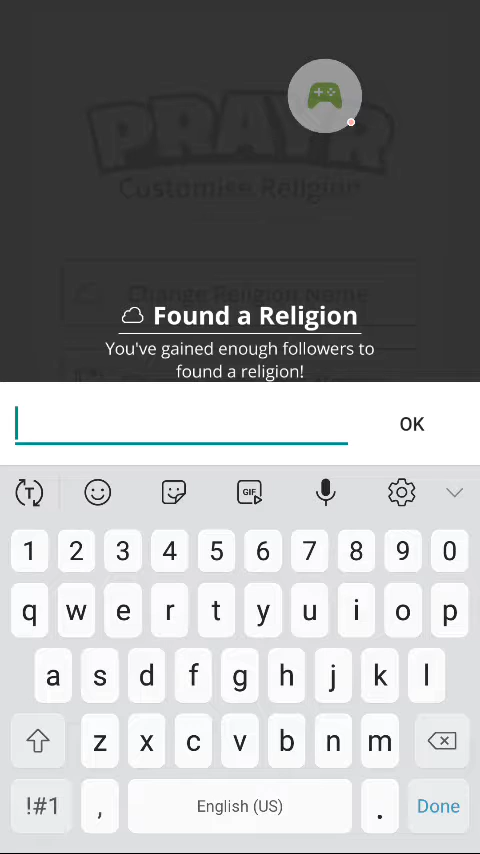 PRAYR
Customise Religion
Change Religion Name
Found a Religion
You've gained enough followers to
found a religion!
OK
T
GIF
1 2 3 4 5 6 7 8 9 0
q w e r t y u i o p
a s d f g h j k l
z x c v b n m
!#1 , English (US) . Done